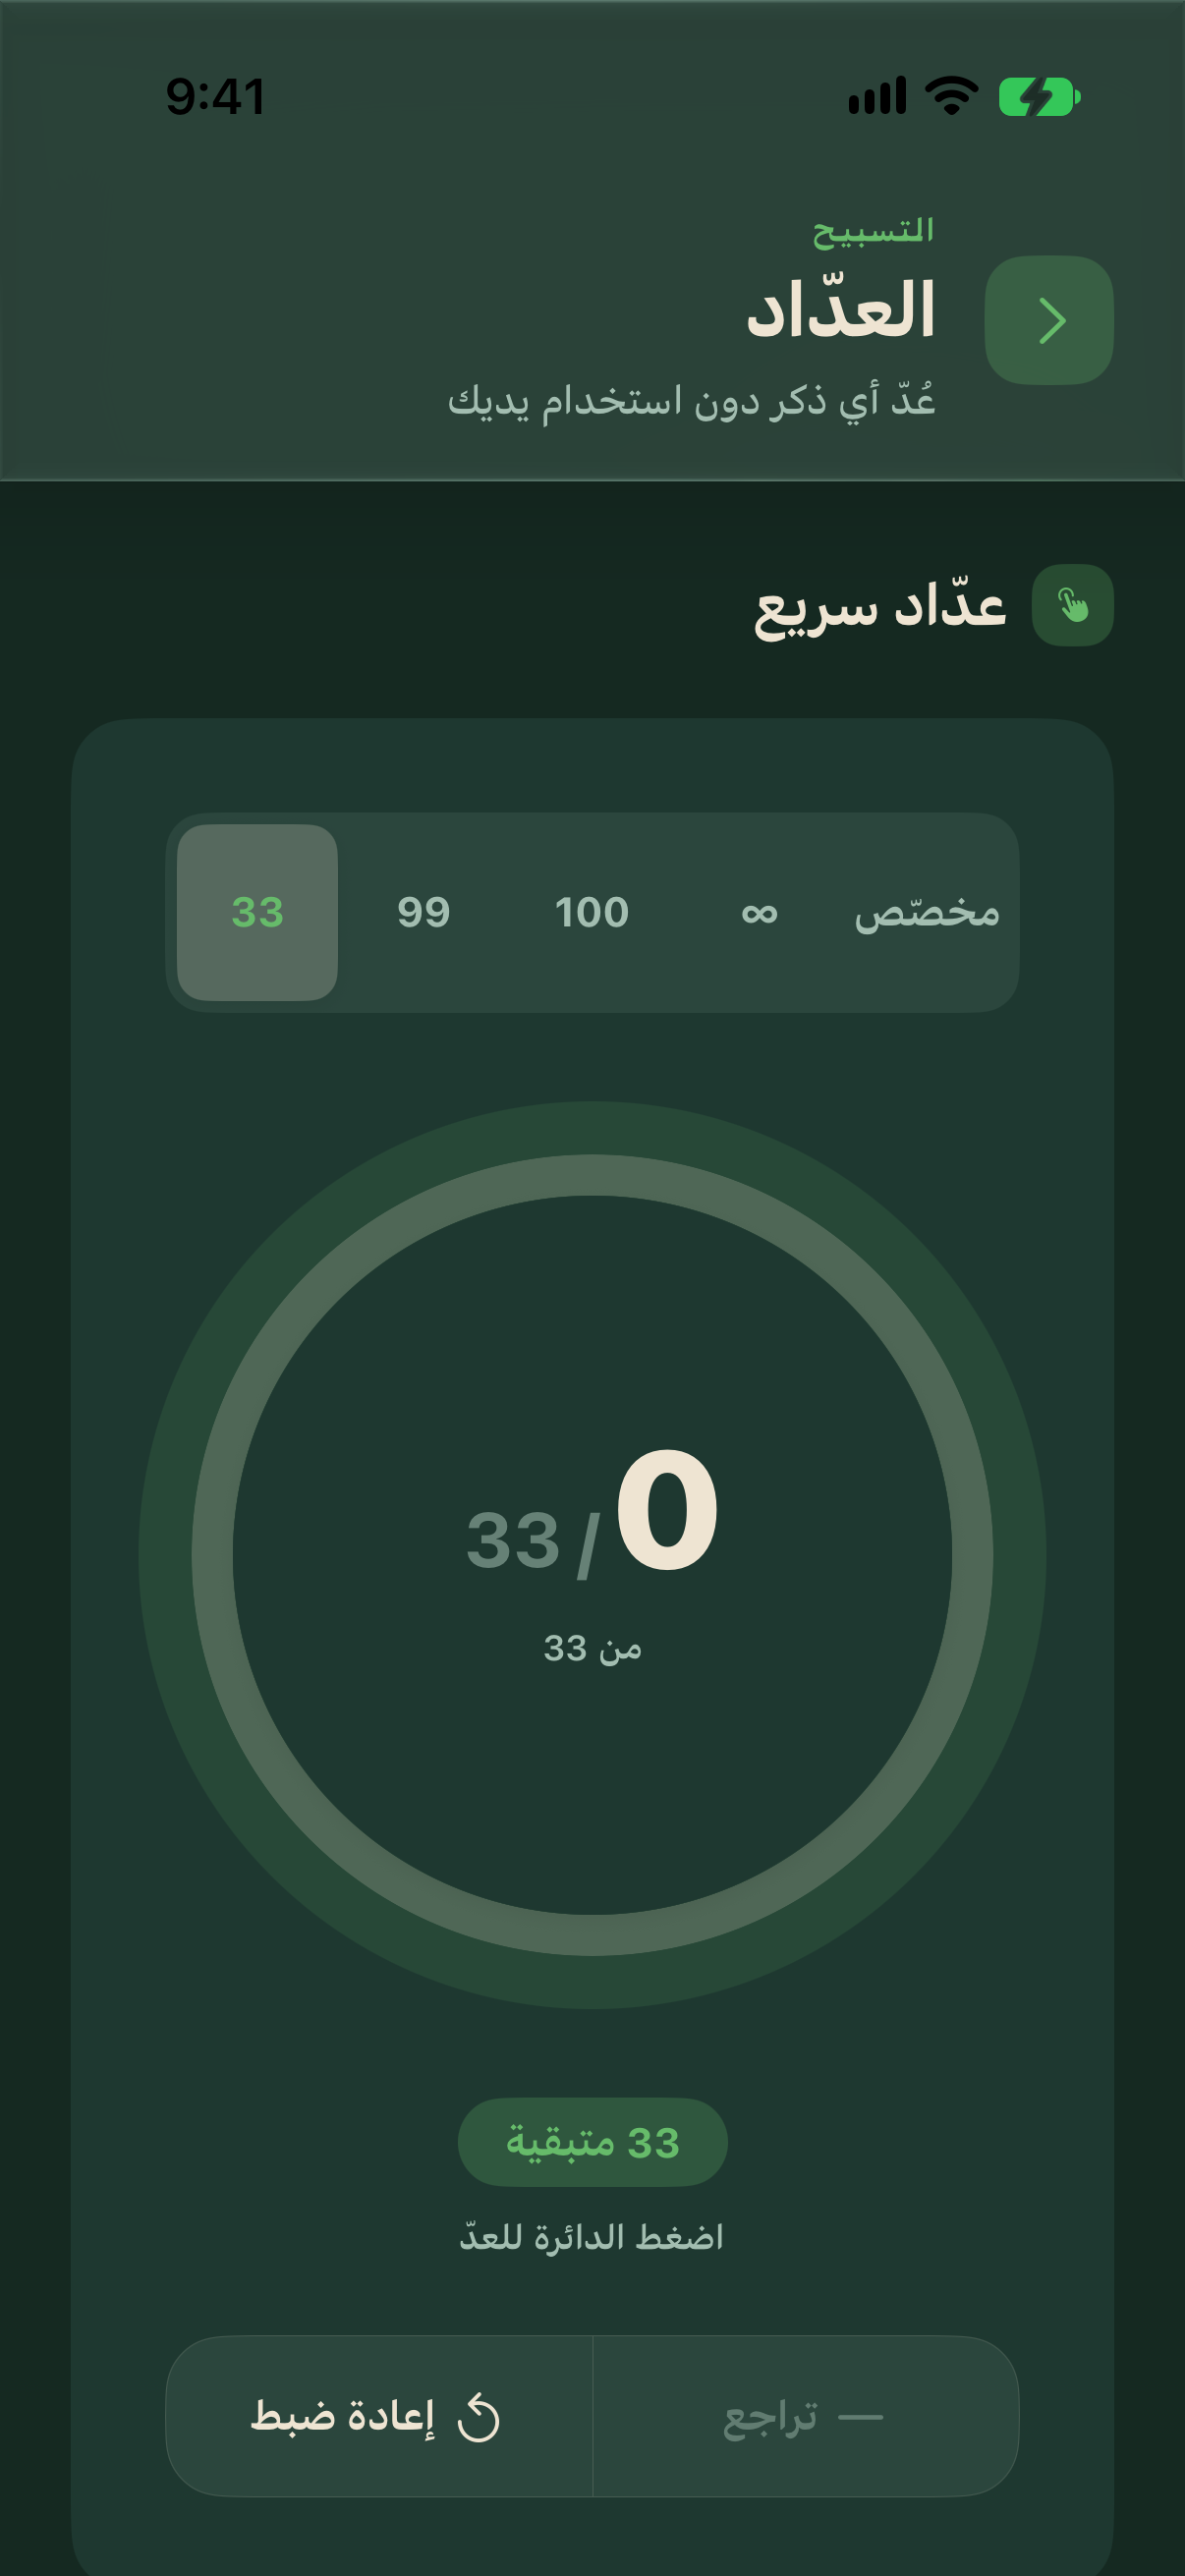 9:41
التسبيح
العدّاد
عُدّ أي ذكر دون استخدام يديك
عدّاد سريع
مخصّص ∞ 100 99 33
0/33
من 33
33 متبقية
اضغط الدائرة للعدّ
تراجع إعادة ضبط